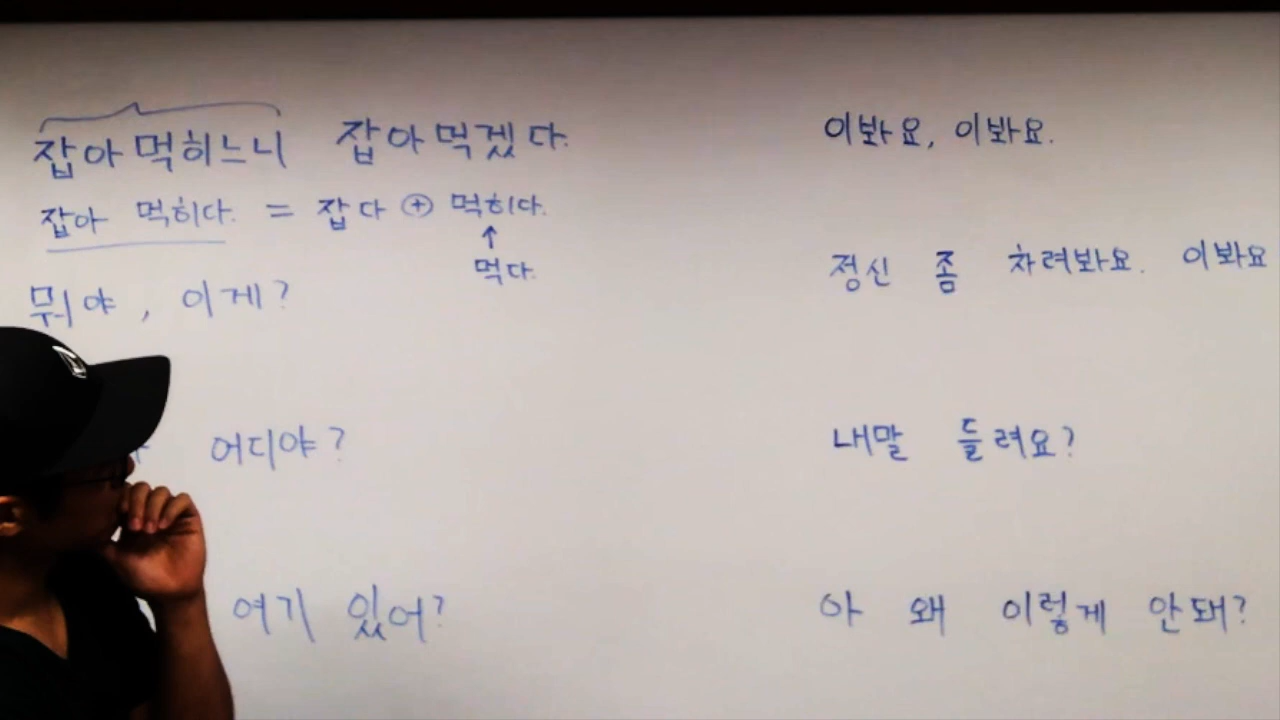 잡아먹히느니 잡아먹겠다.
잡아 먹히다. = 잡다 ⊕ 먹히다.
↑
먹다.
뭐야, 이게?
어디야?
여기 있어?
이봐요, 이봐요.
정신 좀 차려봐요. 이봐요
내말 들려요?
아 왜 이렇게 안돼?